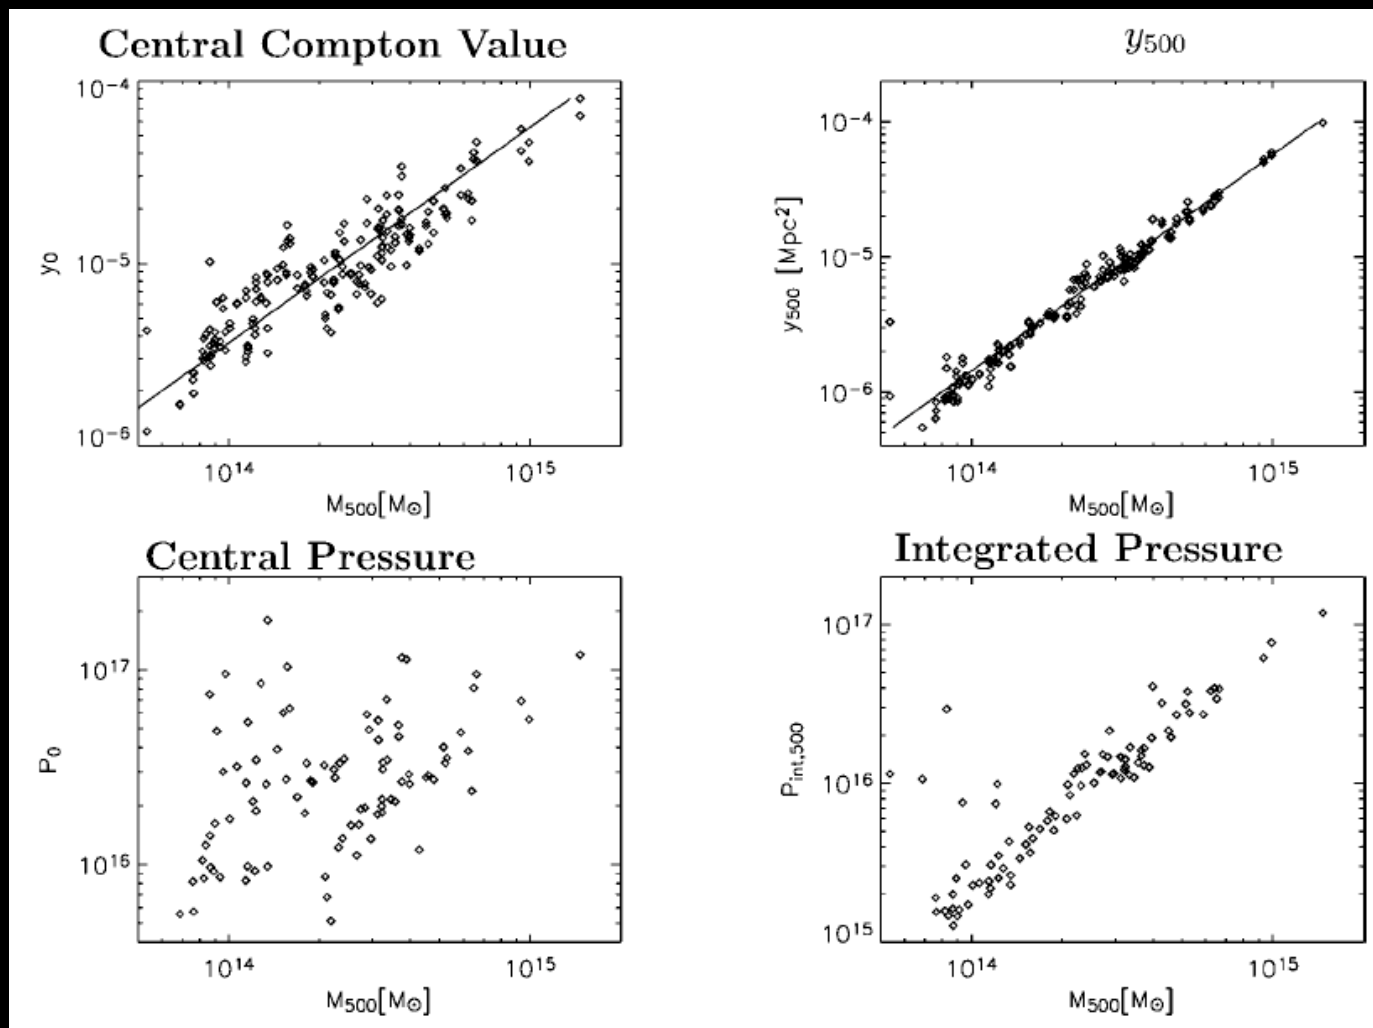 Central Compton Value
10⁻⁴
10⁻⁵
10⁻⁶
y₀
10¹⁴
10¹⁵
M₅₀₀[M⊙]
y₅₀₀
10⁻⁴
10⁻⁵
10⁻⁶
y₅₀₀ [Mpc²]
10¹⁴
10¹⁵
M₅₀₀[M⊙]
Central Pressure
10¹⁷
10¹⁶
P₀
10¹⁴
10¹⁵
M₅₀₀[M⊙]
Integrated Pressure
10¹⁷
10¹⁶
10¹⁵
P_int,500
10¹⁴
10¹⁵
M₅₀₀[M⊙]